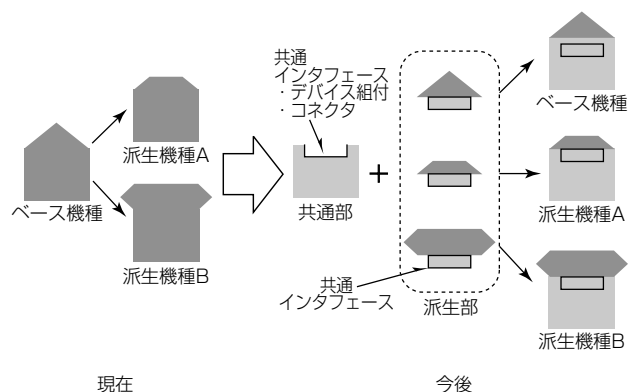 ベース機種
派生機種A
派生機種B
現在
共通
インタフェース
・デバイス組付
・コネクタ
共通部
+
共通
インタフェース
派生部
ベース機種
派生機種A
派生機種B
今後